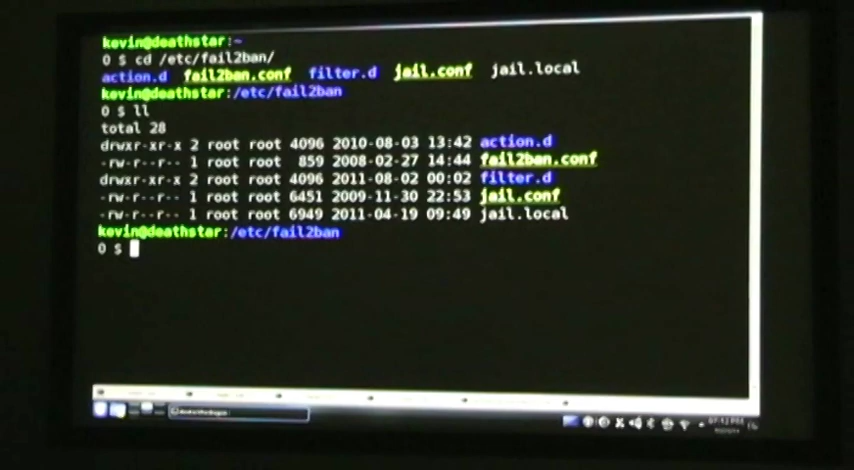 kevin@deathstar:~
0 $ cd /etc/fail2ban/
action.d fail2ban.conf filter.d jail.conf jail.local
kevin@deathstar:/etc/fail2ban
0 $ ll
total 28
drwxr-xr-x 2 root root 4096 2010-08-03 13:42 action.d
-rw-r--r-- 1 root root 859 2008-02-27 14:44 fail2ban.conf
drwxr-xr-x 2 root root 4096 2011-08-02 00:02 filter.d
-rw-r--r-- 1 root root 6451 2009-11-30 22:53 jail.conf
-rw-r--r-- 1 root root 6949 2011-04-19 09:49 jail.local
kevin@deathstar:/etc/fail2ban
0 $